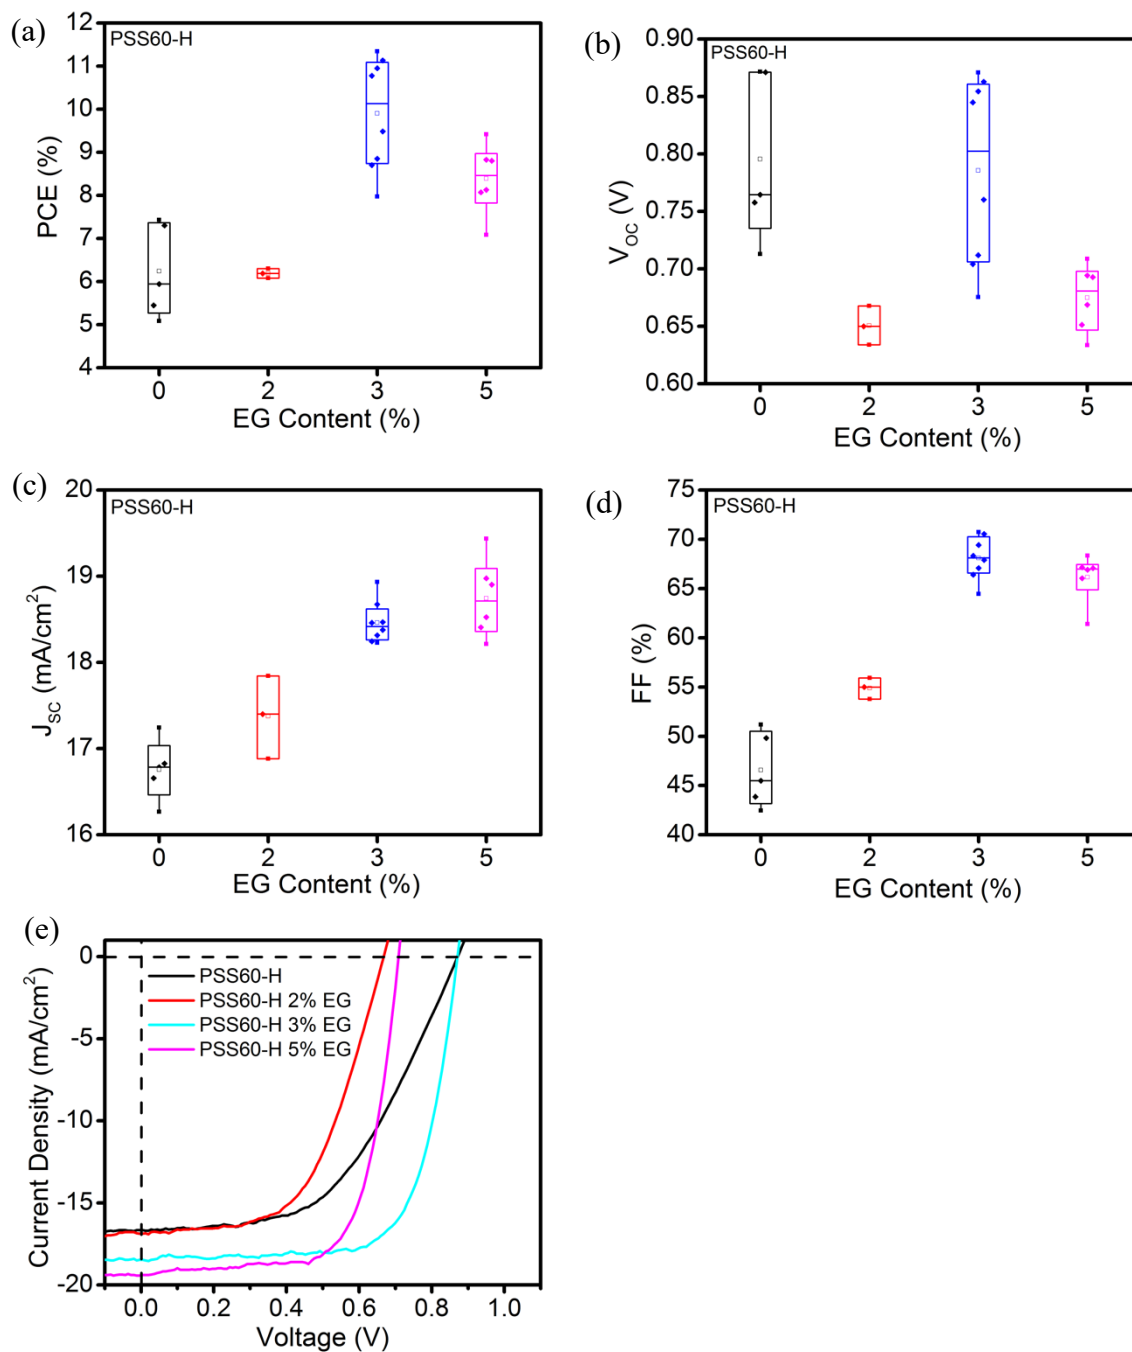 (a)
PSS60-H
12
11
10
9
8
7
6
5
4
PCE (%)
0 2 3 5
EG Content (%)
(b)
PSS60-H
0.90
0.85
0.80
0.75
0.70
0.65
0.60
V_OC (V)
0 2 3 5
EG Content (%)
(c)
PSS60-H
20
19
18
17
16
J_SC (mA/cm²)
0 2 3 5
EG Content (%)
(d)
PSS60-H
75
70
65
60
55
50
45
40
FF (%)
0 2 3 5
EG Content (%)
(e)
0
-5
-10
-15
-20
Current Density (mA/cm²)
PSS60-H
PSS60-H 2% EG
PSS60-H 3% EG
PSS60-H 5% EG
0.0 0.2 0.4 0.6 0.8 1.0
Voltage (V)